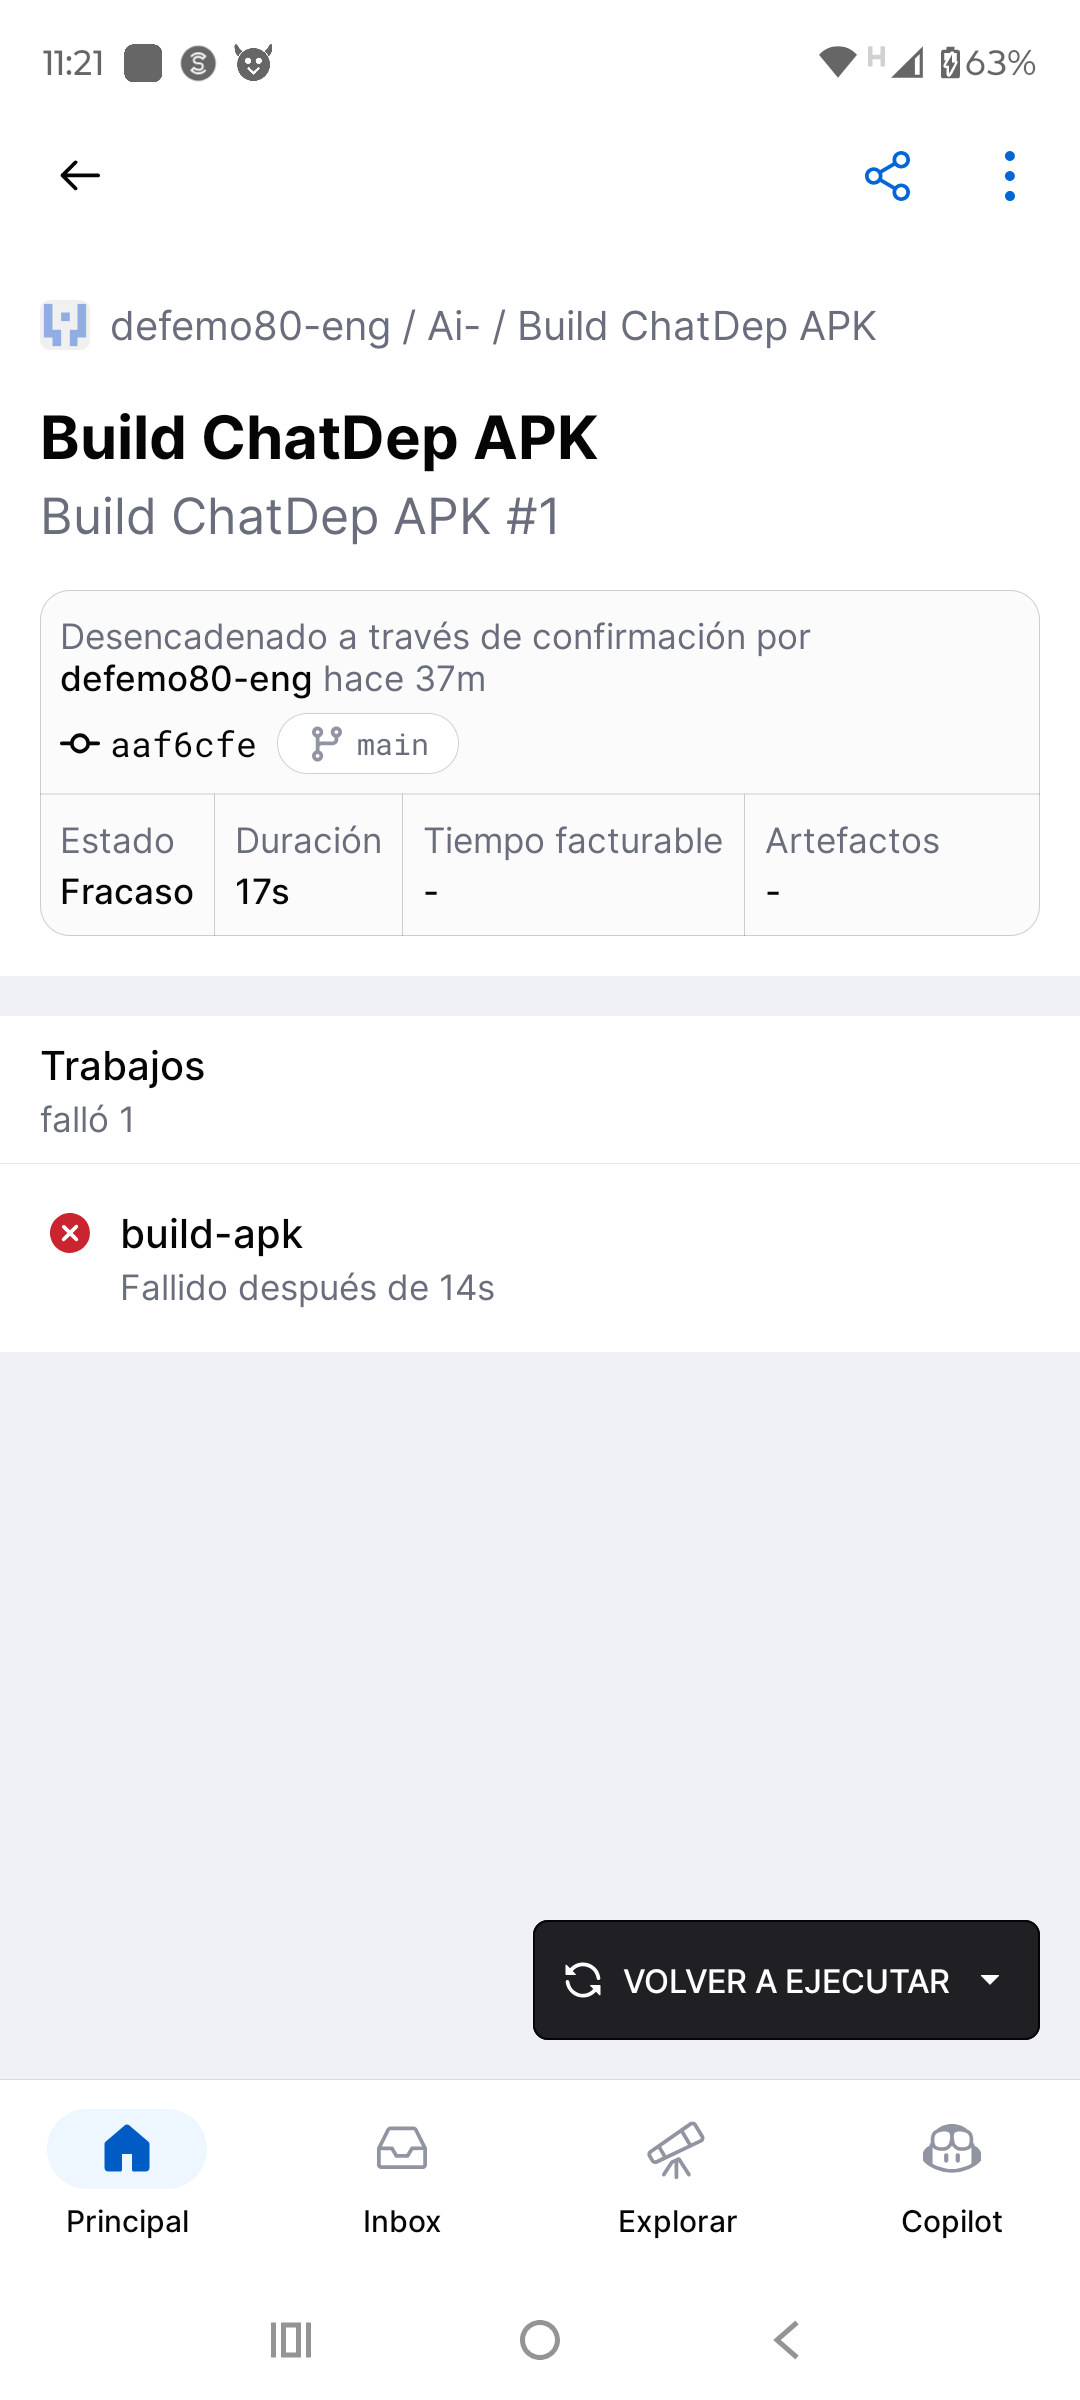 11:21
H
63%
defemo80-eng / Ai- / Build ChatDep APK
Build ChatDep APK
Build ChatDep APK #1
Desencadenado a través de confirmación por
defemo80-eng hace 37m
aaf6cfe main
Estado Duración Tiempo facturable Artefactos
Fracaso 17s - -
Trabajos
falló 1
build-apk
Fallido después de 14s
VOLVER A EJECUTAR
Principal Inbox Explorar Copilot